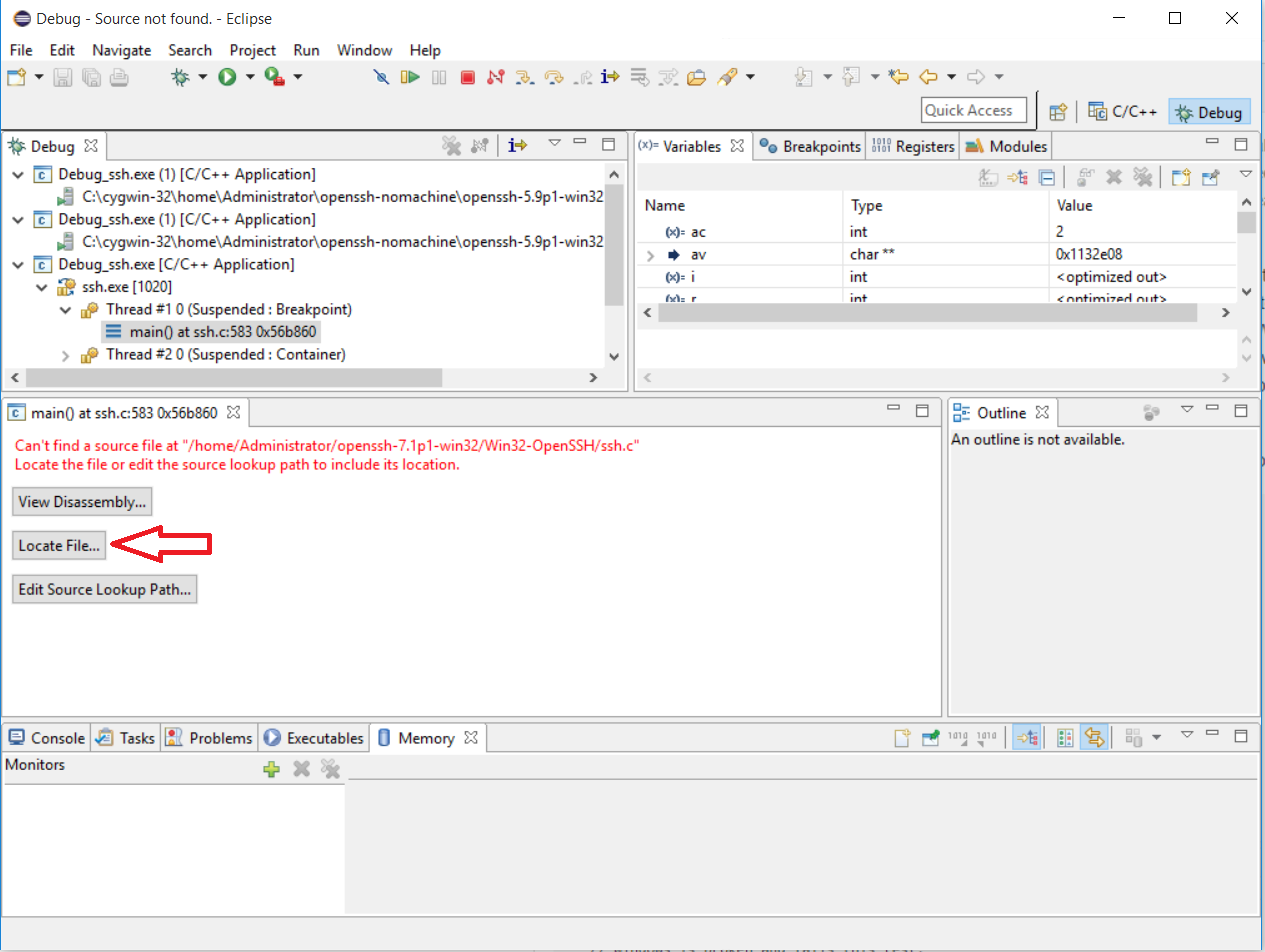 Debug - Source not found. - Eclipse
File Edit Navigate Search Project Run Window Help
Quick Access C/C++ Debug
Debug
Debug_ssh.exe (1) [C/C++ Application]
C:\cygwin-32\home\Administrator\openssh-nomachine\openssh-5.9p1-win32
Debug_ssh.exe (1) [C/C++ Application]
C:\cygwin-32\home\Administrator\openssh-nomachine\openssh-5.9p1-win32
Debug_ssh.exe [C/C++ Application]
ssh.exe [1020]
Thread #1 0 (Suspended : Breakpoint)
main() at ssh.c:583 0x56b860
Thread #2 0 (Suspended : Container)
(x)= Variables Breakpoints 1010 0101 Registers Modules
Name Type Value
(x)= ac int 2
av char ** 0x1132e08
(x)= i int <optimized out>
(x)= r int <optimized out>
main() at ssh.c:583 0x56b860
Can't find a source file at "/home/Administrator/openssh-7.1p1-win32/Win32-OpenSSH/ssh.c"
Locate the file or edit the source lookup path to include its location.
View Disassembly...
Locate File...
Edit Source Lookup Path...
Outline
An outline is not available.
Console Tasks Problems Executables Memory
Monitors